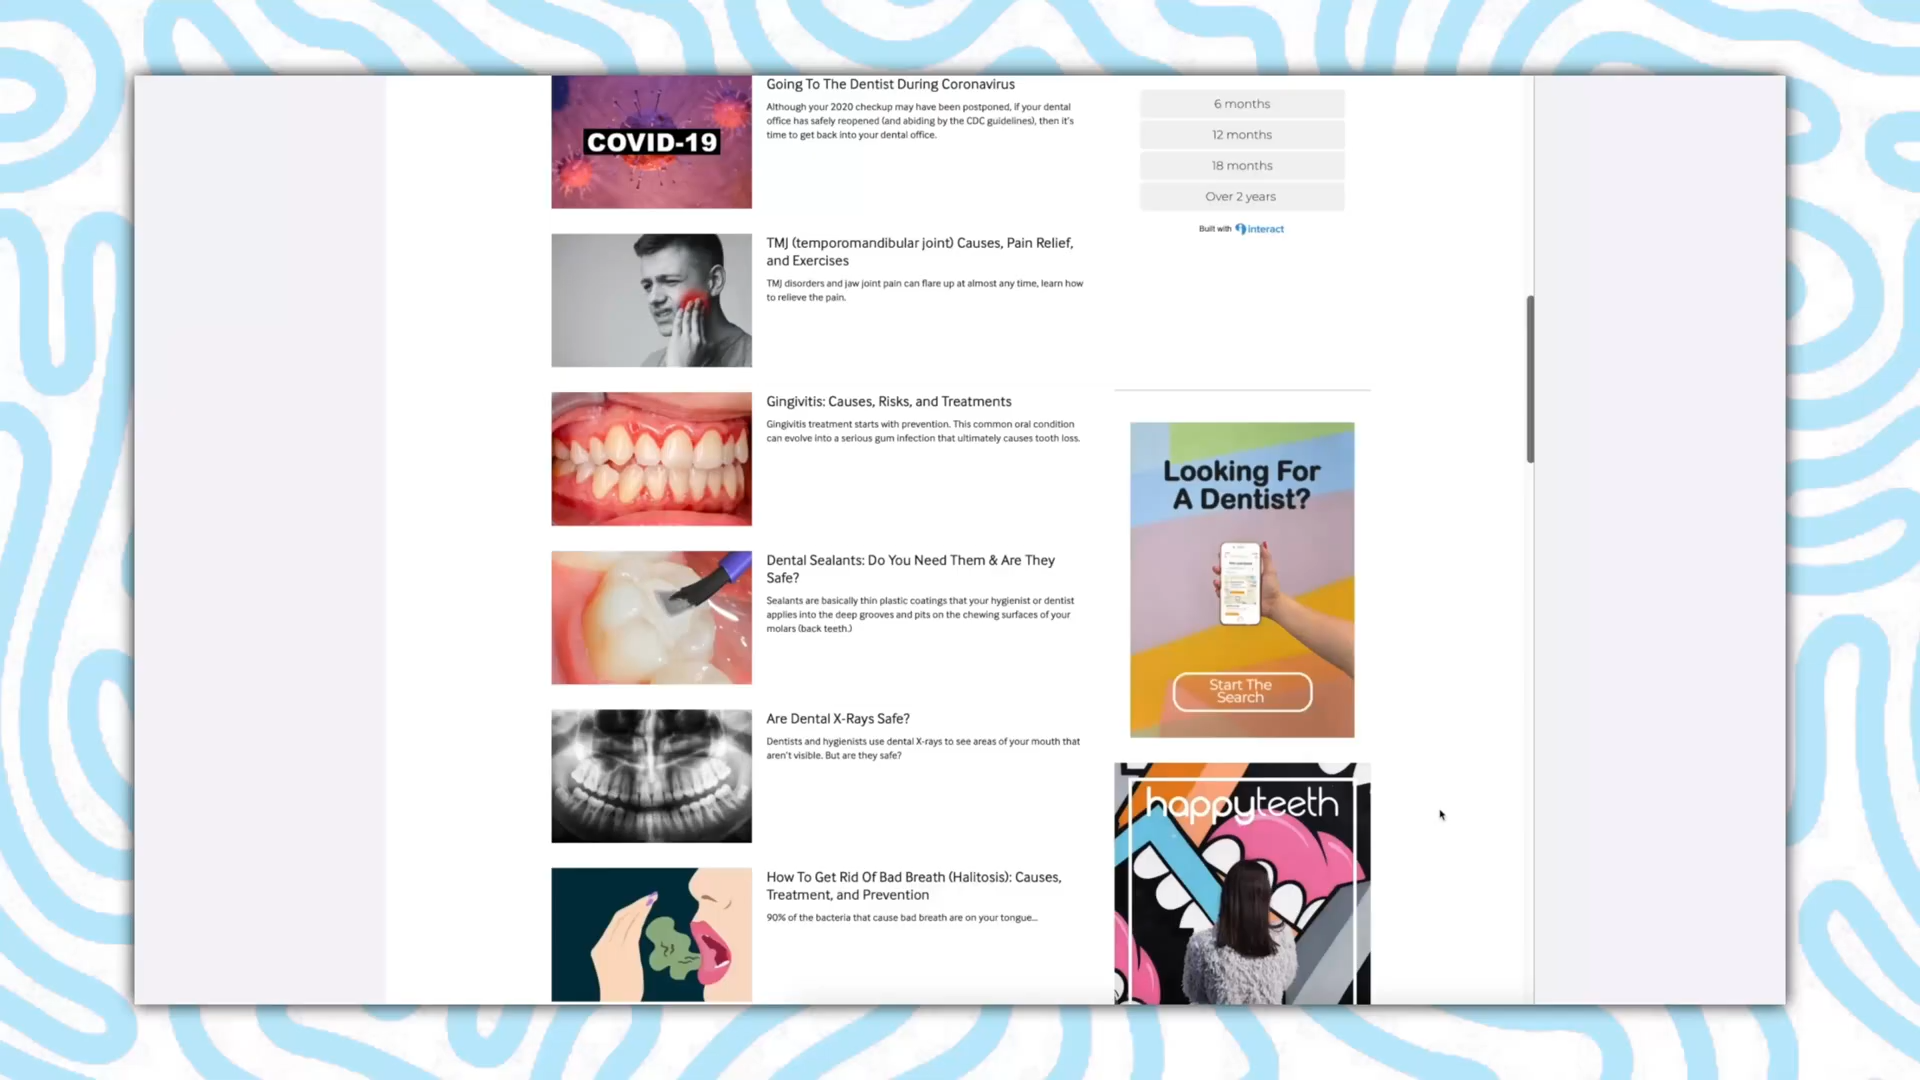 Going To The Dentist During Coronavirus
Although your 2020 checkup may have been postponed, if your dental
office has safely reopened (and abiding by the CDC guidelines), then it's
time to get back into your dental office.
COVID-19
TMJ (temporomandibular joint) Causes, Pain Relief,
and Exercises
TMJ disorders and jaw joint pain can flare up at almost any time, learn how
to relieve the pain.
Gingivitis: Causes, Risks, and Treatments
Gingivitis treatment starts with prevention. This common oral condition
can evolve into a serious gum infection that ultimately causes tooth loss.
Dental Sealants: Do You Need Them & Are They
Safe?
Sealants are basically thin plastic coatings that your hygienist or dentist
applies into the deep grooves and pits on the chewing surfaces of your
molars (back teeth.)
Are Dental X-Rays Safe?
Dentists and hygienists use dental X-rays to see areas of your mouth that
aren't visible. But are they safe?
How To Get Rid Of Bad Breath (Halitosis): Causes,
Treatment, and Prevention
90% of the bacteria that cause bad breath are on your tongue...
6 months
12 months
18 months
Over 2 years
Built with interact
Looking For
A Dentist?
Start The
Search
happyteeth